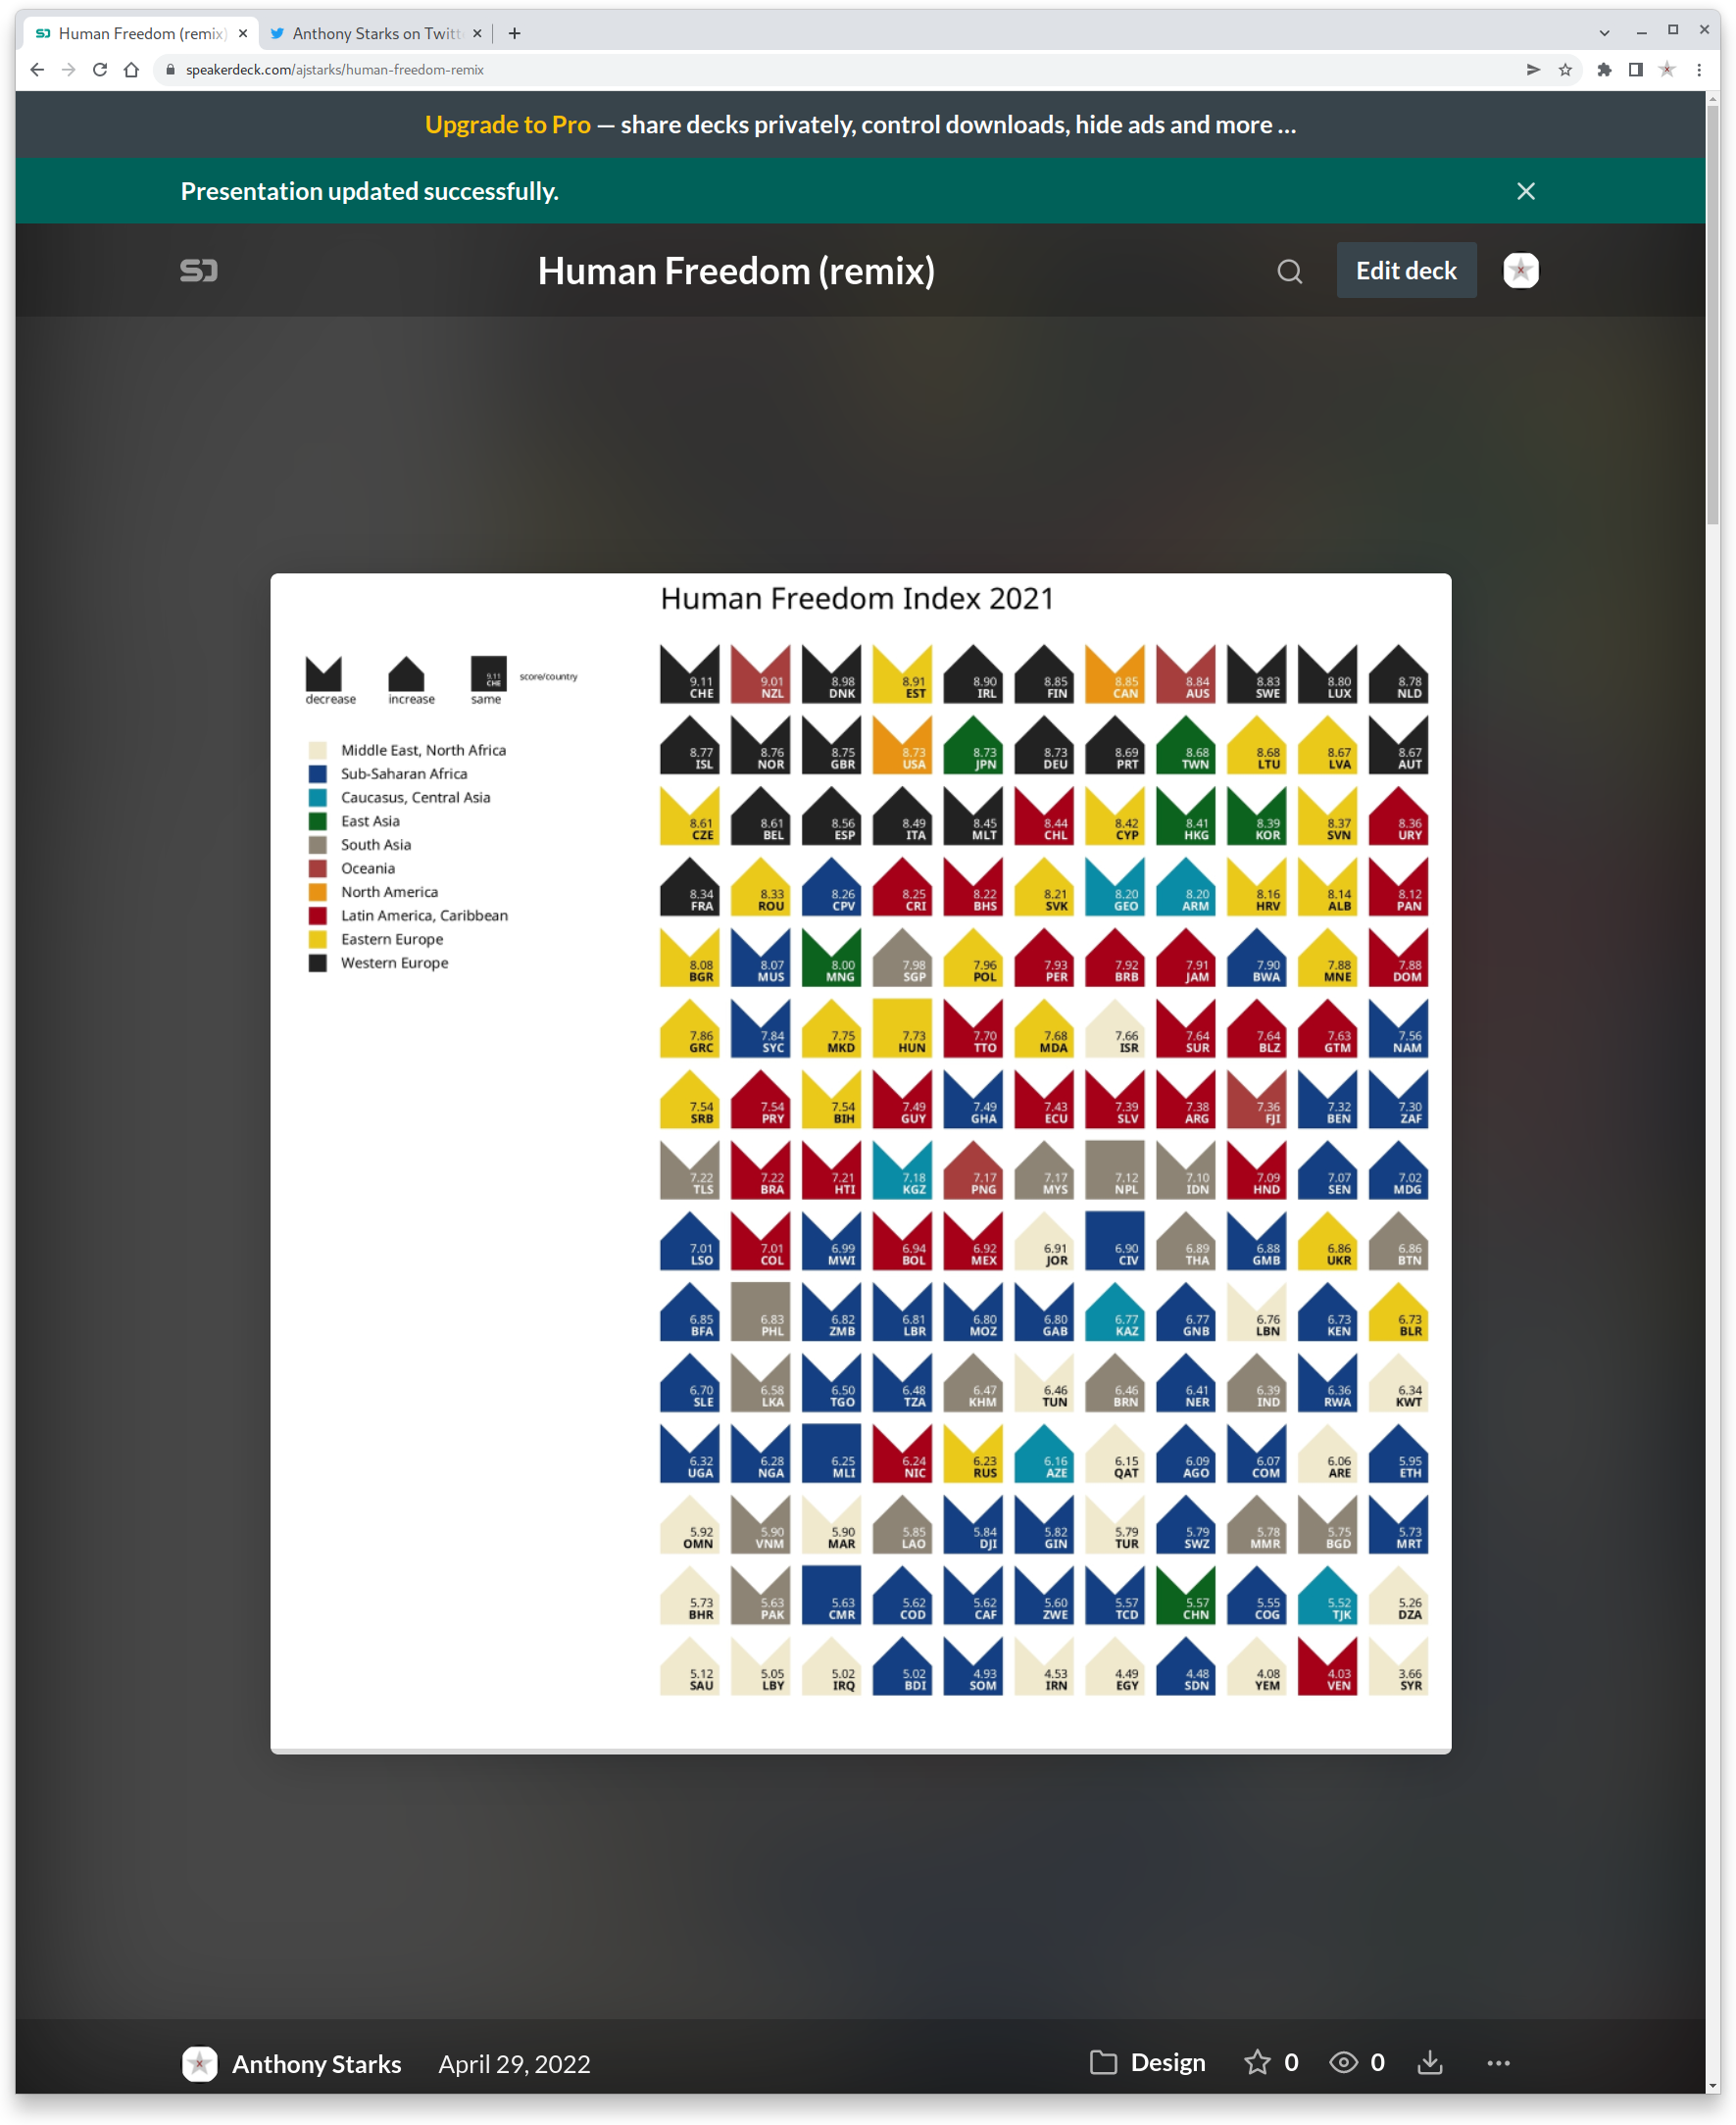 Human Freedom (remix)
Anthony Starks on Twitt
speakerdeck.com/ajstarks/human-freedom-remix
Upgrade to Pro — share decks privately, control downloads, hide ads and more …
Presentation updated successfully.
Human Freedom (remix)
Edit deck
Human Freedom Index 2021
decrease increase 9.11 CHE same score/country
Middle East, North Africa
Sub-Saharan Africa
Caucasus, Central Asia
East Asia
South Asia
Oceania
North America
Latin America, Caribbean
Eastern Europe
Western Europe
9.11 9.01 8.98 8.91 8.90 8.85 8.85 8.84 8.83 8.80 8.78
CHE NZL DNK EST IRL FIN CAN AUS SWE LUX NLD
8.77 8.76 8.75 8.73 8.73 8.73 8.69 8.68 8.68 8.67 8.67
ISL NOR GBR USA JPN DEU PRT TWN LTU LVA AUT
8.61 8.61 8.56 8.49 8.45 8.44 8.42 8.41 8.39 8.37 8.36
CZE BEL ESP ITA MLT CHL CYP HKG KOR SVN URY
8.34 8.33 8.26 8.25 8.22 8.21 8.20 8.20 8.16 8.14 8.12
FRA ROU CPV CRI BHS SVK GEO ARM HRV ALB PAN
8.08 8.07 8.00 7.98 7.96 7.93 7.92 7.91 7.90 7.88 7.88
BGR MUS MNG SGP POL PER BRB JAM BWA MNE DOM
7.86 7.84 7.75 7.73 7.70 7.68 7.66 7.64 7.64 7.63 7.56
GRC SYC MKD HUN TTO MDA ISR SUR BLZ GTM NAM
7.54 7.54 7.54 7.49 7.49 7.43 7.39 7.38 7.36 7.32 7.30
SRB PRY BIH GUY GHA ECU SLV ARG FJI BEN ZAF
7.22 7.22 7.21 7.18 7.17 7.17 7.12 7.10 7.09 7.07 7.02
TLS BRA HTI KGZ PNG MYS NPL IDN HND SEN MDG
7.01 7.01 6.99 6.94 6.92 6.91 6.90 6.89 6.88 6.86 6.86
LSO COL MWI BOL MEX JOR CIV THA GMB UKR BTN
6.85 6.83 6.82 6.81 6.80 6.80 6.77 6.77 6.76 6.73 6.73
BFA PHL ZMB LBR MOZ GAB KAZ GNB LBN KEN BLR
6.70 6.58 6.50 6.48 6.47 6.46 6.46 6.41 6.39 6.36 6.34
SLE LKA TGO TZA KHM TUN BRN NER IND RWA KWT
6.32 6.28 6.25 6.24 6.23 6.16 6.15 6.09 6.07 6.06 5.95
UGA NGA MLI NIC RUS AZE QAT AGO COM ARE ETH
5.92 5.90 5.90 5.85 5.84 5.82 5.79 5.79 5.78 5.75 5.73
OMN VNM MAR LAO DJI GIN TUR SWZ MMR BGD MRT
5.73 5.63 5.63 5.62 5.62 5.60 5.57 5.57 5.55 5.52 5.26
BHR PAK CMR COD CAF ZWE TCD CHN COG TJK DZA
5.12 5.05 5.02 5.02 4.93 4.53 4.49 4.48 4.08 4.03 3.66
SAU LBY IRQ BDI SOM IRN EGY SDN YEM VEN SYR
Anthony Starks April 29, 2022 Design 0 0